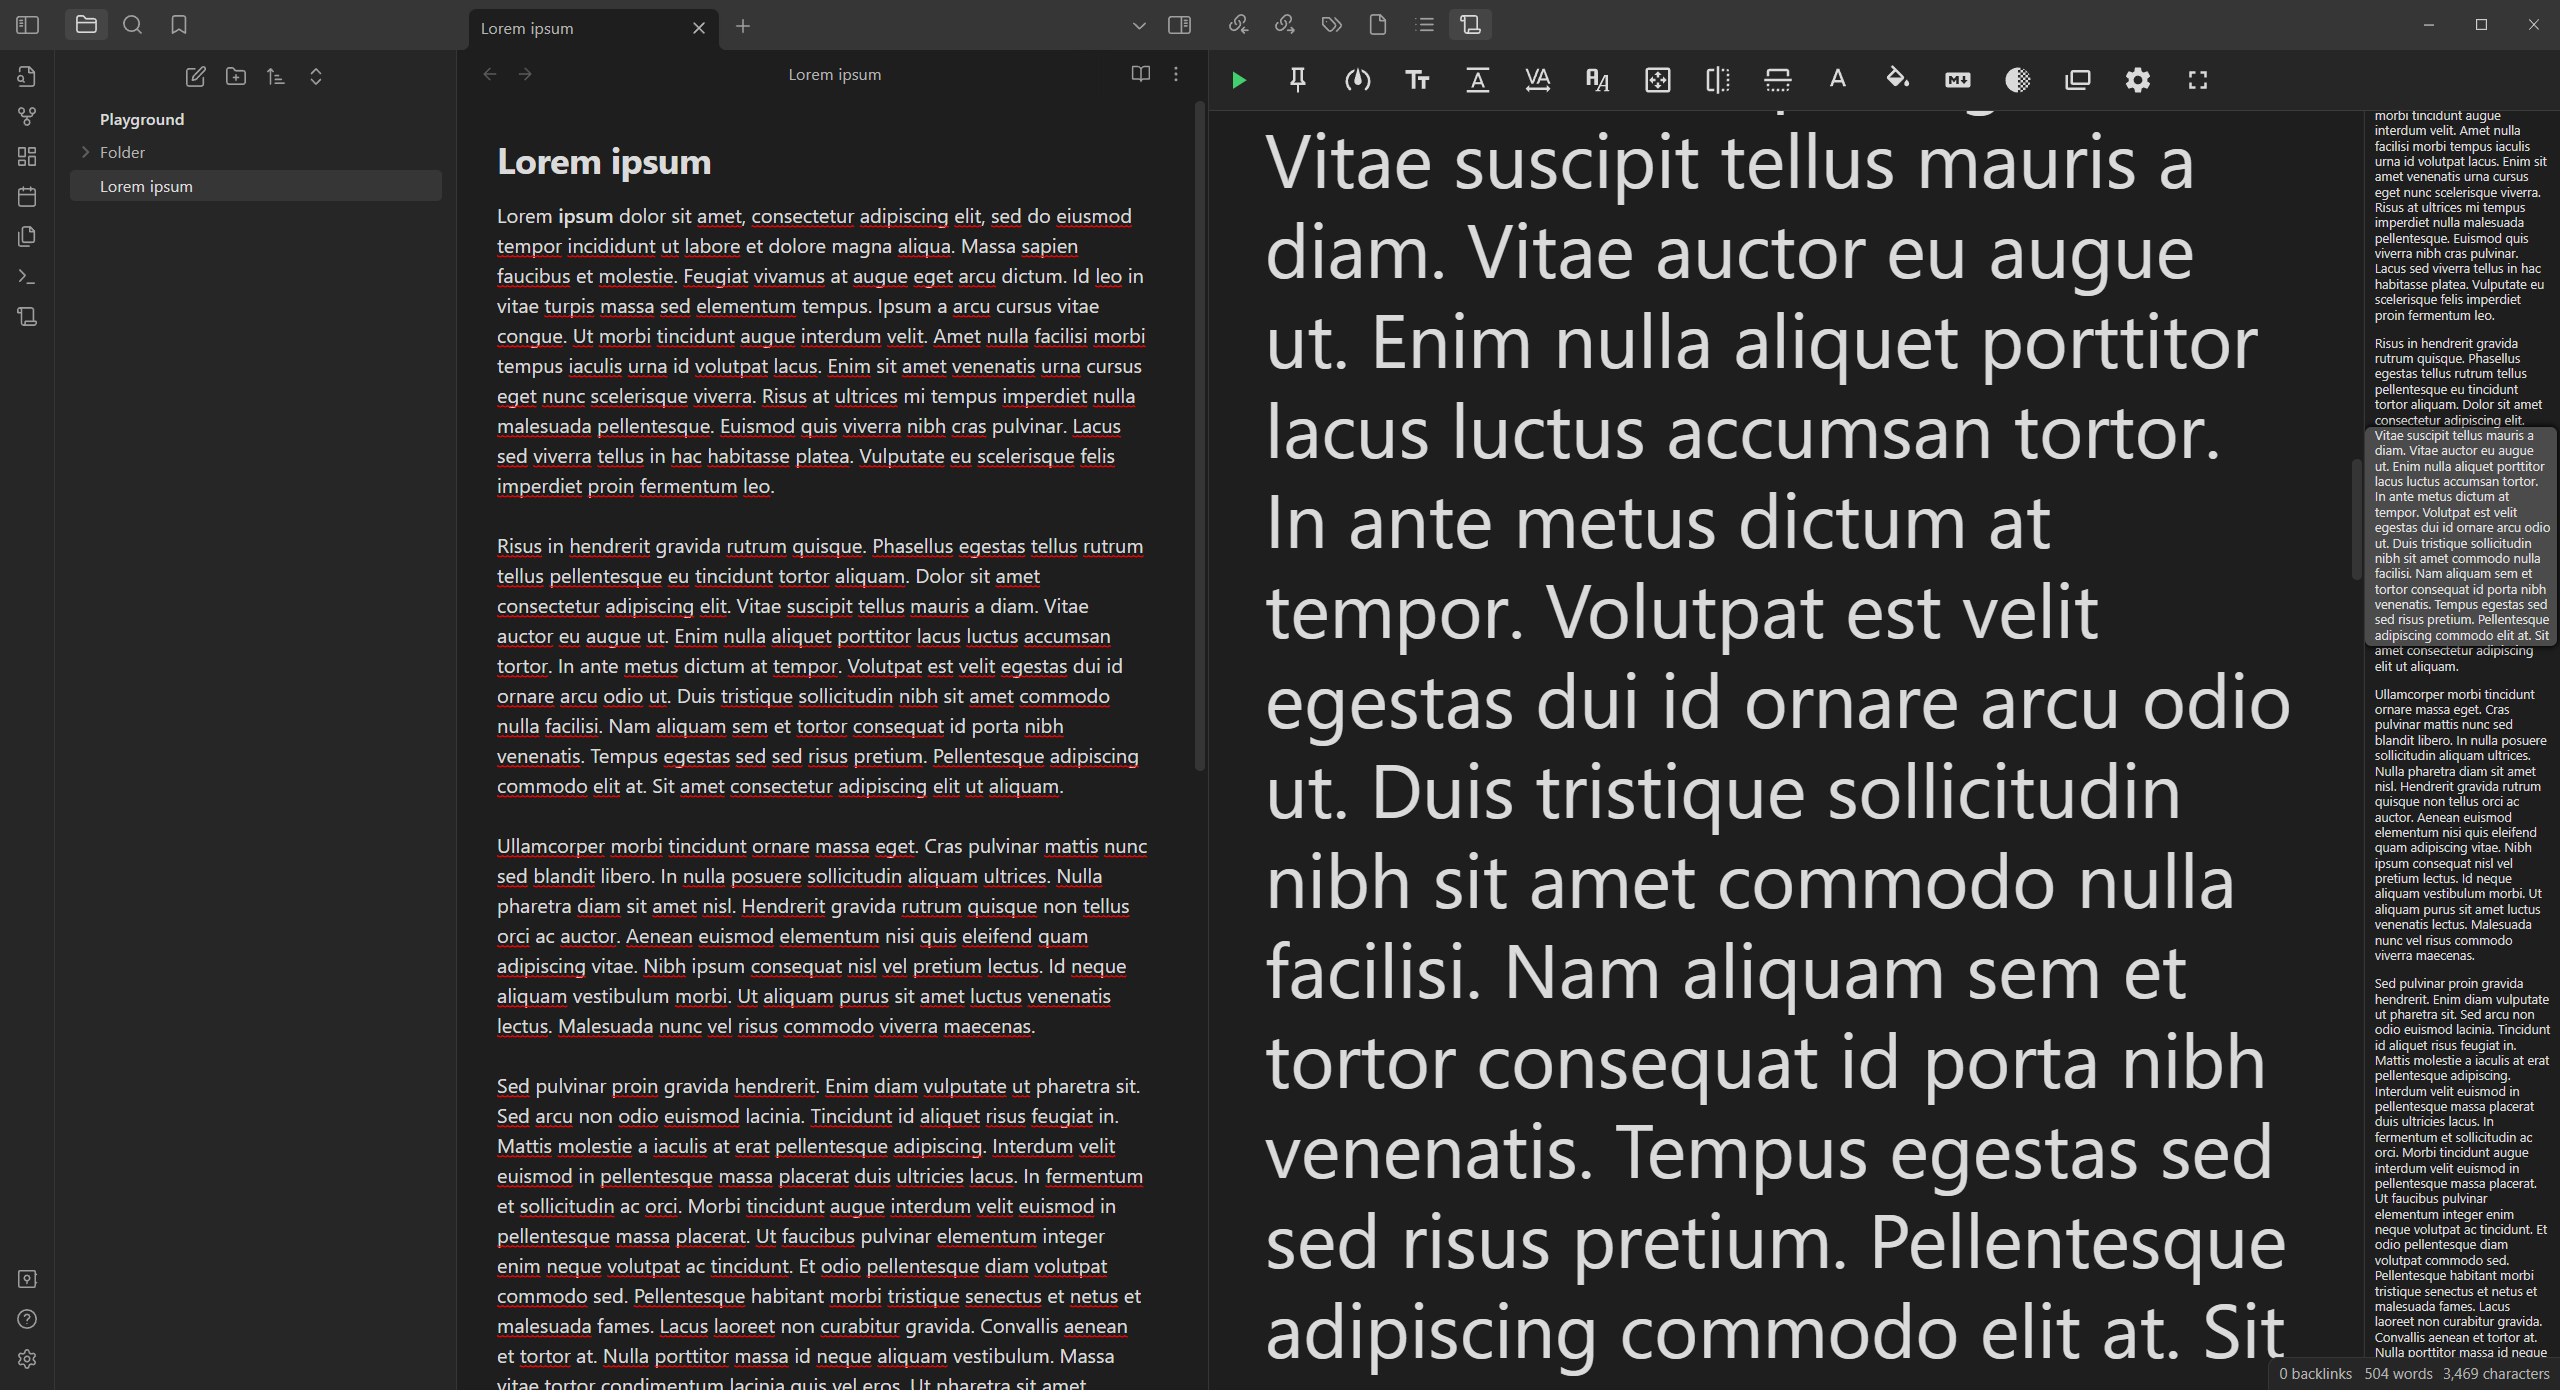 Lorem ipsum
Lorem ipsum
Playground
Folder
Lorem ipsum
Lorem ipsum
Lorem ipsum dolor sit amet, consectetur adipiscing elit, sed do eiusmod
tempor incididunt ut labore et dolore magna aliqua. Massa sapien
faucibus et molestie. Feugiat vivamus at augue eget arcu dictum. Id leo in
vitae turpis massa sed elementum tempus. Ipsum a arcu cursus vitae
congue. Ut morbi tincidunt augue interdum velit. Amet nulla facilisi morbi
tempus iaculis urna id volutpat lacus. Enim sit amet venenatis urna cursus
eget nunc scelerisque viverra. Risus at ultrices mi tempus imperdiet nulla
malesuada pellentesque. Euismod quis viverra nibh cras pulvinar. Lacus
sed viverra tellus in hac habitasse platea. Vulputate eu scelerisque felis
imperdiet proin fermentum leo.
Risus in hendrerit gravida rutrum quisque. Phasellus egestas tellus rutrum
tellus pellentesque eu tincidunt tortor aliquam. Dolor sit amet
consectetur adipiscing elit. Vitae suscipit tellus mauris a diam. Vitae
auctor eu augue ut. Enim nulla aliquet porttitor lacus luctus accumsan
tortor. In ante metus dictum at tempor. Volutpat est velit egestas dui id
ornare arcu odio ut. Duis tristique sollicitudin nibh sit amet commodo
nulla facilisi. Nam aliquam sem et tortor consequat id porta nibh
venenatis. Tempus egestas sed sed risus pretium. Pellentesque adipiscing
commodo elit at. Sit amet consectetur adipiscing elit ut aliquam.
Ullamcorper morbi tincidunt ornare massa eget. Cras pulvinar mattis nunc
sed blandit libero. In nulla posuere sollicitudin aliquam ultrices. Nulla
pharetra diam sit amet nisl. Hendrerit gravida rutrum quisque non tellus
orci ac auctor. Aenean euismod elementum nisi quis eleifend quam
adipiscing vitae. Nibh ipsum consequat nisl vel pretium lectus. Id neque
aliquam vestibulum morbi. Ut aliquam purus sit amet luctus venenatis
lectus. Malesuada nunc vel risus commodo viverra maecenas.
Sed pulvinar proin gravida hendrerit. Enim diam vulputate ut pharetra sit.
Sed arcu non odio euismod lacinia. Tincidunt id aliquet risus feugiat in.
Mattis molestie a iaculis at erat pellentesque adipiscing. Interdum velit
euismod in pellentesque massa placerat duis ultricies lacus. In fermentum
et sollicitudin ac orci. Morbi tincidunt augue interdum velit euismod in
pellentesque massa placerat. Ut faucibus pulvinar elementum integer
enim neque volutpat ac tincidunt. Et odio pellentesque diam volutpat
commodo sed. Pellentesque habitant morbi tristique senectus et netus et
malesuada fames. Lacus laoreet non curabitur gravida. Convallis aenean
et tortor at. Nulla porttitor massa id neque aliquam vestibulum. Massa
vitae tortor condimentum lacinia quis vel eros. Ut pharetra sit amet
Vitae suscipit tellus mauris a
diam. Vitae auctor eu augue
ut. Enim nulla aliquet porttitor
lacus luctus accumsan tortor.
In ante metus dictum at
tempor. Volutpat est velit
egestas dui id ornare arcu odio
ut. Duis tristique sollicitudin
nibh sit amet commodo nulla
facilisi. Nam aliquam sem et
tortor consequat id porta nibh
venenatis. Tempus egestas sed
sed risus pretium. Pellentesque
adipiscing commodo elit at. Sit
morbi tincidunt augue
interdum velit. Amet nulla
facilisi morbi tempus iaculis
urna id volutpat lacus. Enim sit
amet venenatis urna cursus
eget nunc scelerisque viverra.
Risus at ultrices mi tempus
imperdiet nulla malesuada
pellentesque. Euismod quis
viverra nibh cras pulvinar.
Lacus sed viverra tellus in hac
habitasse platea. Vulputate eu
scelerisque felis imperdiet
proin fermentum leo.
Risus in hendrerit gravida
rutrum quisque. Phasellus
egestas tellus rutrum tellus
pellentesque eu tincidunt
tortor aliquam. Dolor sit amet
consectetur adipiscing elit.
Vitae suscipit tellus mauris a
diam. Vitae auctor eu augue
ut. Enim nulla aliquet porttitor
lacus luctus accumsan tortor.
In ante metus dictum at
tempor. Volutpat est velit
egestas dui id ornare arcu odio
ut. Duis tristique sollicitudin
nibh sit amet commodo nulla
facilisi. Nam aliquam sem et
tortor consequat id porta nibh
venenatis. Tempus egestas sed
sed risus pretium. Pellentesque
adipiscing commodo elit at. Sit
amet consectetur adipiscing
elit ut aliquam.
Ullamcorper morbi tincidunt
ornare massa eget. Cras
pulvinar mattis nunc sed
blandit libero. In nulla posuere
sollicitudin aliquam ultrices.
Nulla pharetra diam sit amet
nisl. Hendrerit gravida rutrum
quisque non tellus orci ac
auctor. Aenean euismod
elementum nisi quis eleifend
quam adipiscing vitae. Nibh
ipsum consequat nisl vel
pretium lectus. Id neque
aliquam vestibulum morbi. Ut
aliquam purus sit amet luctus
venenatis lectus. Malesuada
nunc vel risus commodo
viverra maecenas.
Sed pulvinar proin gravida
hendrerit. Enim diam vulputate
ut pharetra sit. Sed arcu non
odio euismod lacinia. Tincidunt
id aliquet risus feugiat in.
Mattis molestie a iaculis at erat
pellentesque adipiscing.
Interdum velit euismod in
pellentesque massa placerat
duis ultricies lacus. In
fermentum et sollicitudin ac
orci. Morbi tincidunt augue
interdum velit euismod in
pellentesque massa placerat.
Ut faucibus pulvinar
elementum integer enim
neque volutpat ac tincidunt. Et
odio pellentesque diam
volutpat commodo sed.
Pellentesque habitant morbi
tristique senectus et netus et
malesuada fames. Lacus
laoreet non curabitur gravida.
Convallis aenean et tortor at.
Nulla porttitor massa id neque
0 backlinks 504 words 3,469 characters